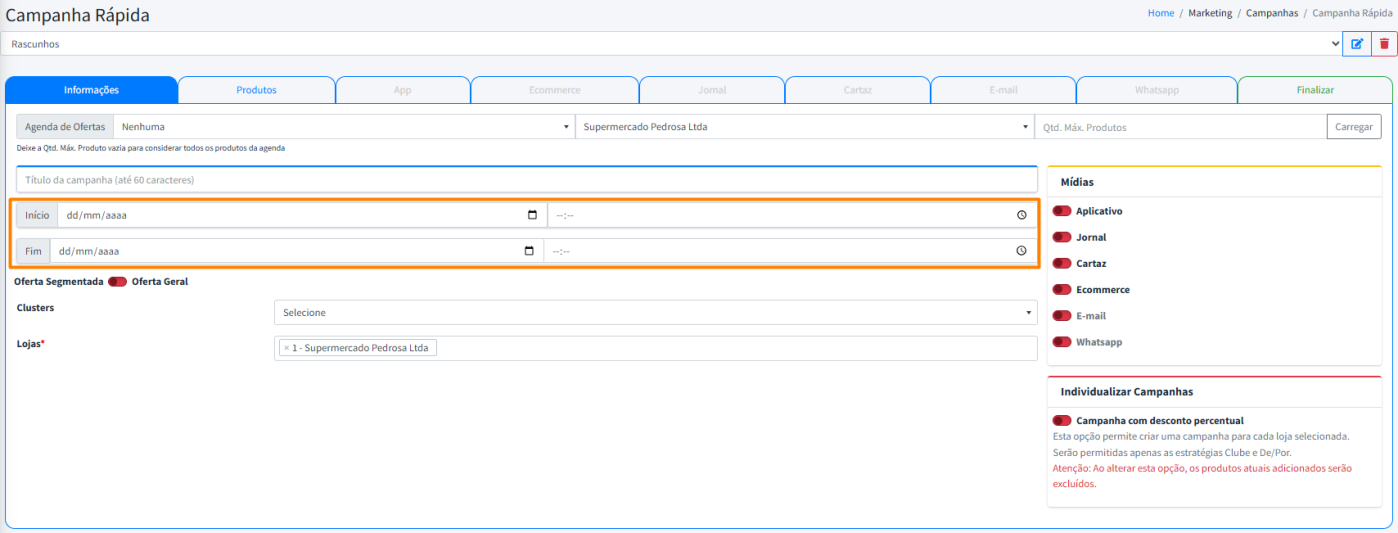 Campanha Rápida
Home / Marketing / Campanhas / Campanha Rápida
Rascunhos
Informações Produtos App Ecommerce Jornal Cartaz E-mail Whatsapp Finalizar
Agenda de Ofertas Nenhuma Supermercado Pedrosa Ltda Qtd. Máx. Produtos Carregar
Deixe a Qtd. Máx. Produto vazia para considerar todos os produtos da agenda
Título da campanha (até 60 caracteres)
Início dd/mm/aaaa --:--
Fim dd/mm/aaaa --:--
Oferta Segmentada Oferta Geral
Clusters Selecione
Lojas* × 1 - Supermercado Pedrosa Ltda
Mídias
Aplicativo
Jornal
Cartaz
Ecommerce
E-mail
Whatsapp
Individualizar Campanhas
Campanha com desconto percentual
Esta opção permite criar uma campanha para cada loja selecionada.
Serão permitidas apenas as estratégias Clube e De/Por.
Atenção: Ao alterar esta opção, os produtos atuais adicionados serão
excluídos.